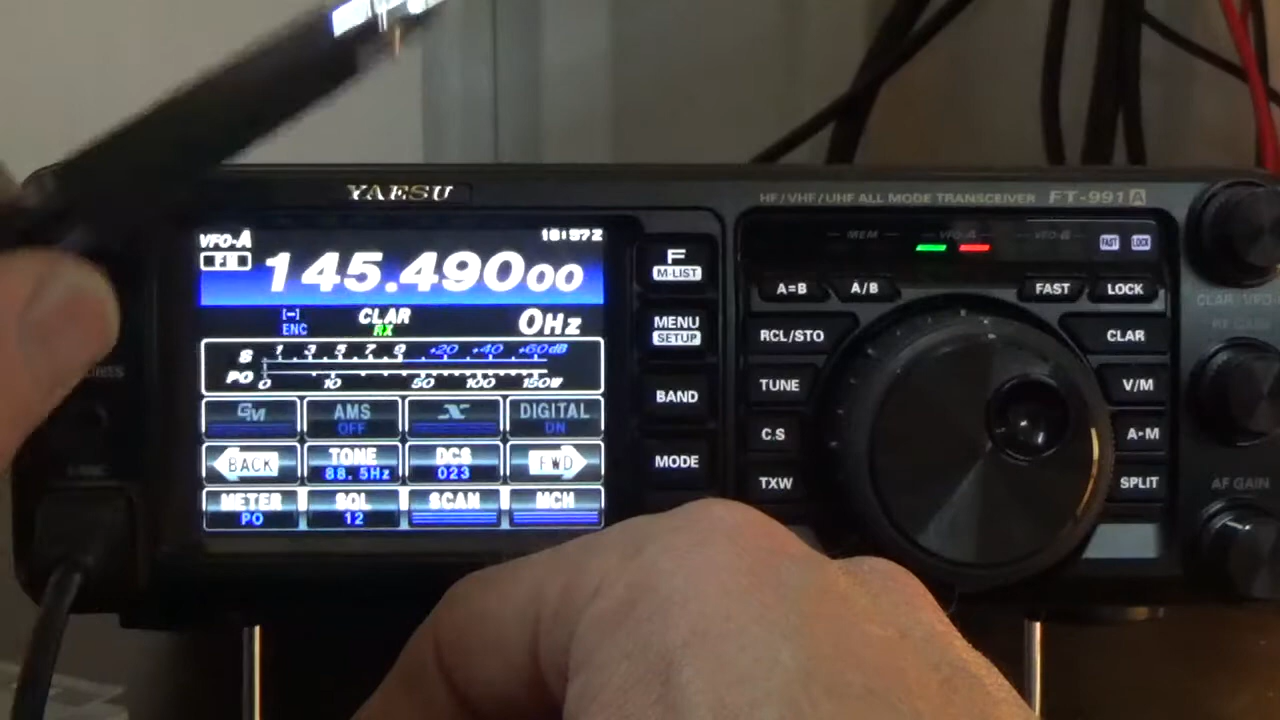 YAESU
HF/VHF/UHF ALL MODE TRANSCEIVER FT-991A
VFO-A
145.49000
[-]
ENC
CLAR
RX
0Hz
S 1 3 5 7 9 +20 +40 +60dB
PO 0 10 50 100 150W
GM
AMS
OFF
X
DIGITAL
ON
BACK
TONE
88.5Hz
DCS
023
FWD
METER
PO
SQL
12
SCAN
MCH
F
M-LIST
MENU
SETUP
BAND
MODE
MEM
VFO-A
VFO-B
FAST
LOCK
A=B
A/B
FAST
LOCK
RCL/STO
CLAR
TUNE
V/M
C.S
A▸M
TXW
SPLIT
AF GAIN